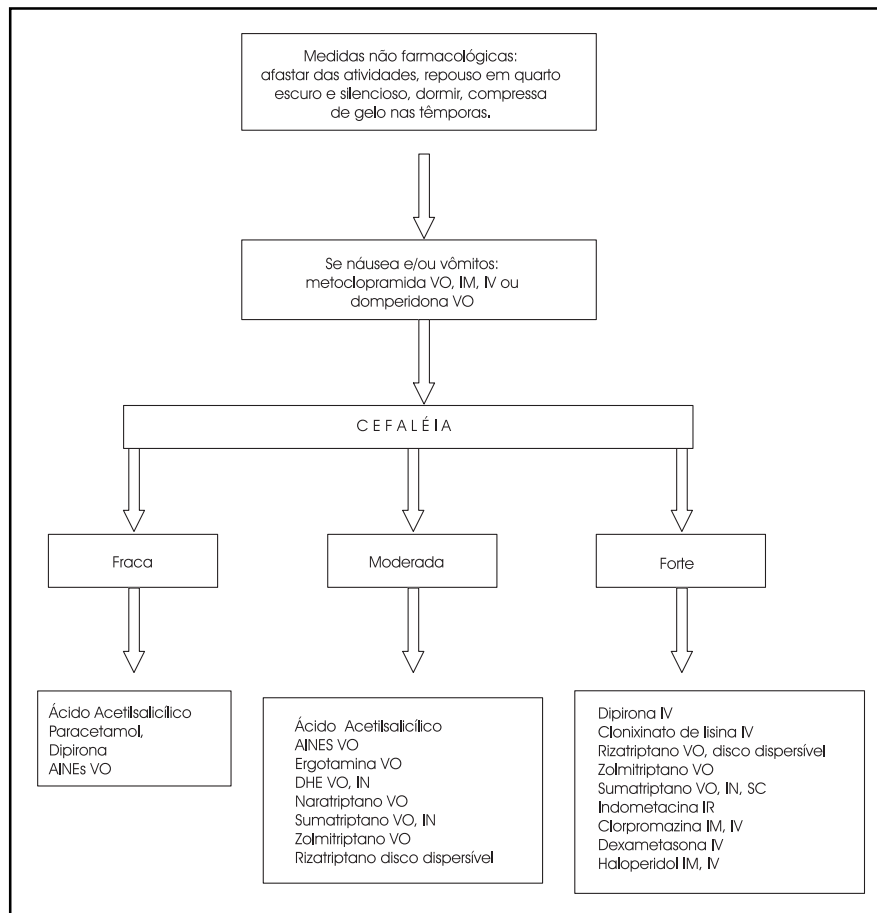 Medidas não farmacológicas:
afastar das atividades, repouso em quarto
escuro e silencioso, dormir, compressa
de gelo nas têmporas.
Se náusea e/ou vômitos:
metoclopramida VO, IM, IV ou
domperidona VO
CEFALÉIA
Fraca
Moderada
Forte
Ácido Acetilsalicílico
Paracetamol,
Dipirona
AINEs VO
Ácido Acetilsalicílico
AINES VO
Ergotamina VO
DHE VO, IN
Naratriptano VO
Sumatriptano VO, IN
Zolmitriptano VO
Rizatriptano disco dispersível
Dipirona IV
Clonixinato de lisina IV
Rizatriptano VO, disco dispersível
Zolmitriptano VO
Sumatriptano VO, IN, SC
Indometacina IR
Clorpromazina IM, IV
Dexametasona IV
Haloperidol IM, IV